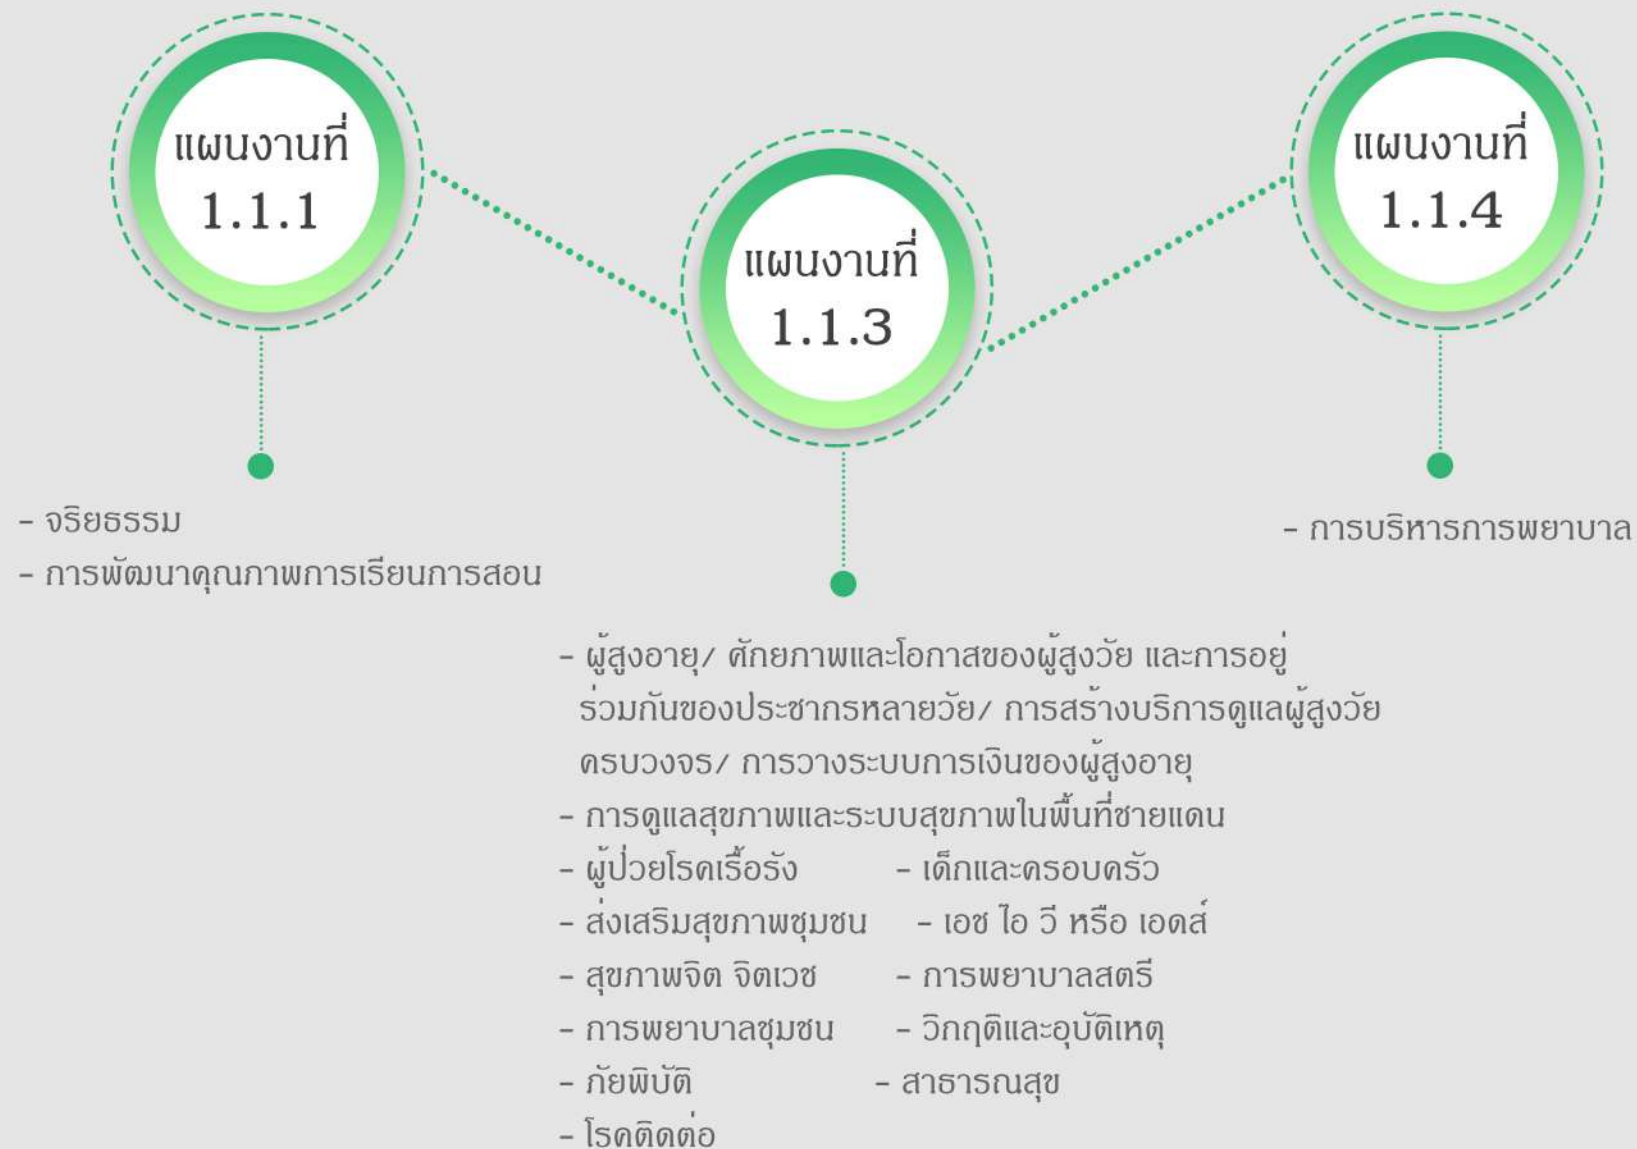 แผนงานที่
1.1.1
แผนงานที่
1.1.3
แผนงานที่
1.1.4
- จริยธรรม
- การพัฒนาคุณภาพการเรียนการสอน
- ผู้สูงอายุ/ ศักยภาพและโอกาสของผู้สูงวัย และการอยู่
ร่วมกันของประชากรหลายวัย/ การสร้างบริการดูแลผู้สูงวัย
ครบวงจร/ การวางระบบการเงินของผู้สูงอายุ
- การดูแลสุขภาพและระบบสุขภาพในพื้นที่ชายแดน
- ผู้ป่วยโรคเรื้อรัง - เด็กและครอบครัว
- ส่งเสริมสุขภาพชุมชน - เอช ไอ วี หรือ เอดส์
- สุขภาพจิต จิตเวช - การพยาบาลสตรี
- การพยาบาลชุมชน - วิกฤติและอุบัติเหตุ
- ภัยพิบัติ - สาธารณสุข
- โรคติดต่อ
- การบริหารการพยาบาล